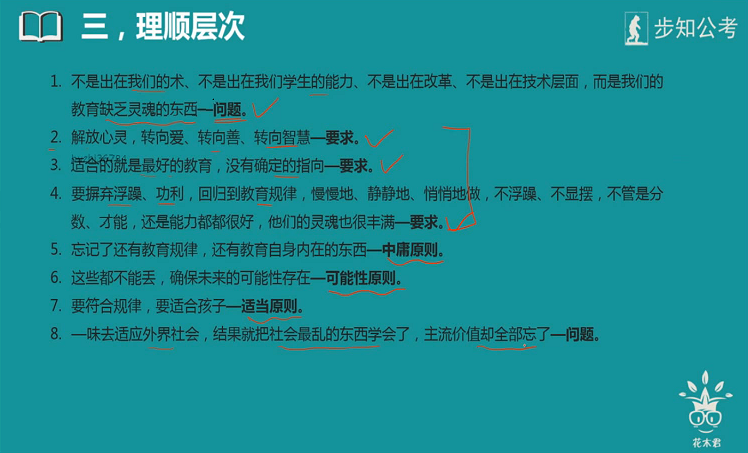 三，理顺层次
步知公考
1. 不是出在我们的术、不是出在我们学生的能力、不是出在改革、不是出在技术层面，而是我们的
教育缺乏灵魂的东西—问题。
2. 解放心灵，转向爱、转向善、转向智慧—要求。
3. 适合的就是最好的教育，没有确定的指向—要求。
4. 要摒弃浮躁、功利，回归到教育规律，慢慢地、静静地、悄悄地做，不浮躁、不显摆，不管是分
数、才能，还是能力都都很好，他们的灵魂也很丰满—要求。
5. 忘记了还有教育规律，还有教育自身内在的东西—中庸原则。
6. 这些都不能丢，确保未来的可能性存在—可能性原则。
7. 要符合规律，要适合孩子—适当原则。
8. 一味去适应外界社会，结果就把社会最乱的东西学会了，主流价值却全部忘了—问题。
花木君